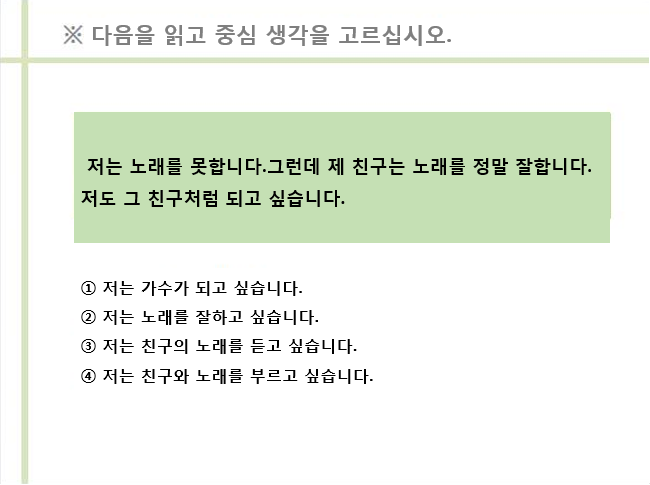 ※ 다음을 읽고 중심 생각을 고르십시오.
저는 노래를 못합니다.그런데 제 친구는 노래를 정말 잘합니다.
저도 그 친구처럼 되고 싶습니다.
① 저는 가수가 되고 싶습니다.
② 저는 노래를 잘하고 싶습니다.
③ 저는 친구의 노래를 듣고 싶습니다.
④ 저는 친구와 노래를 부르고 싶습니다.